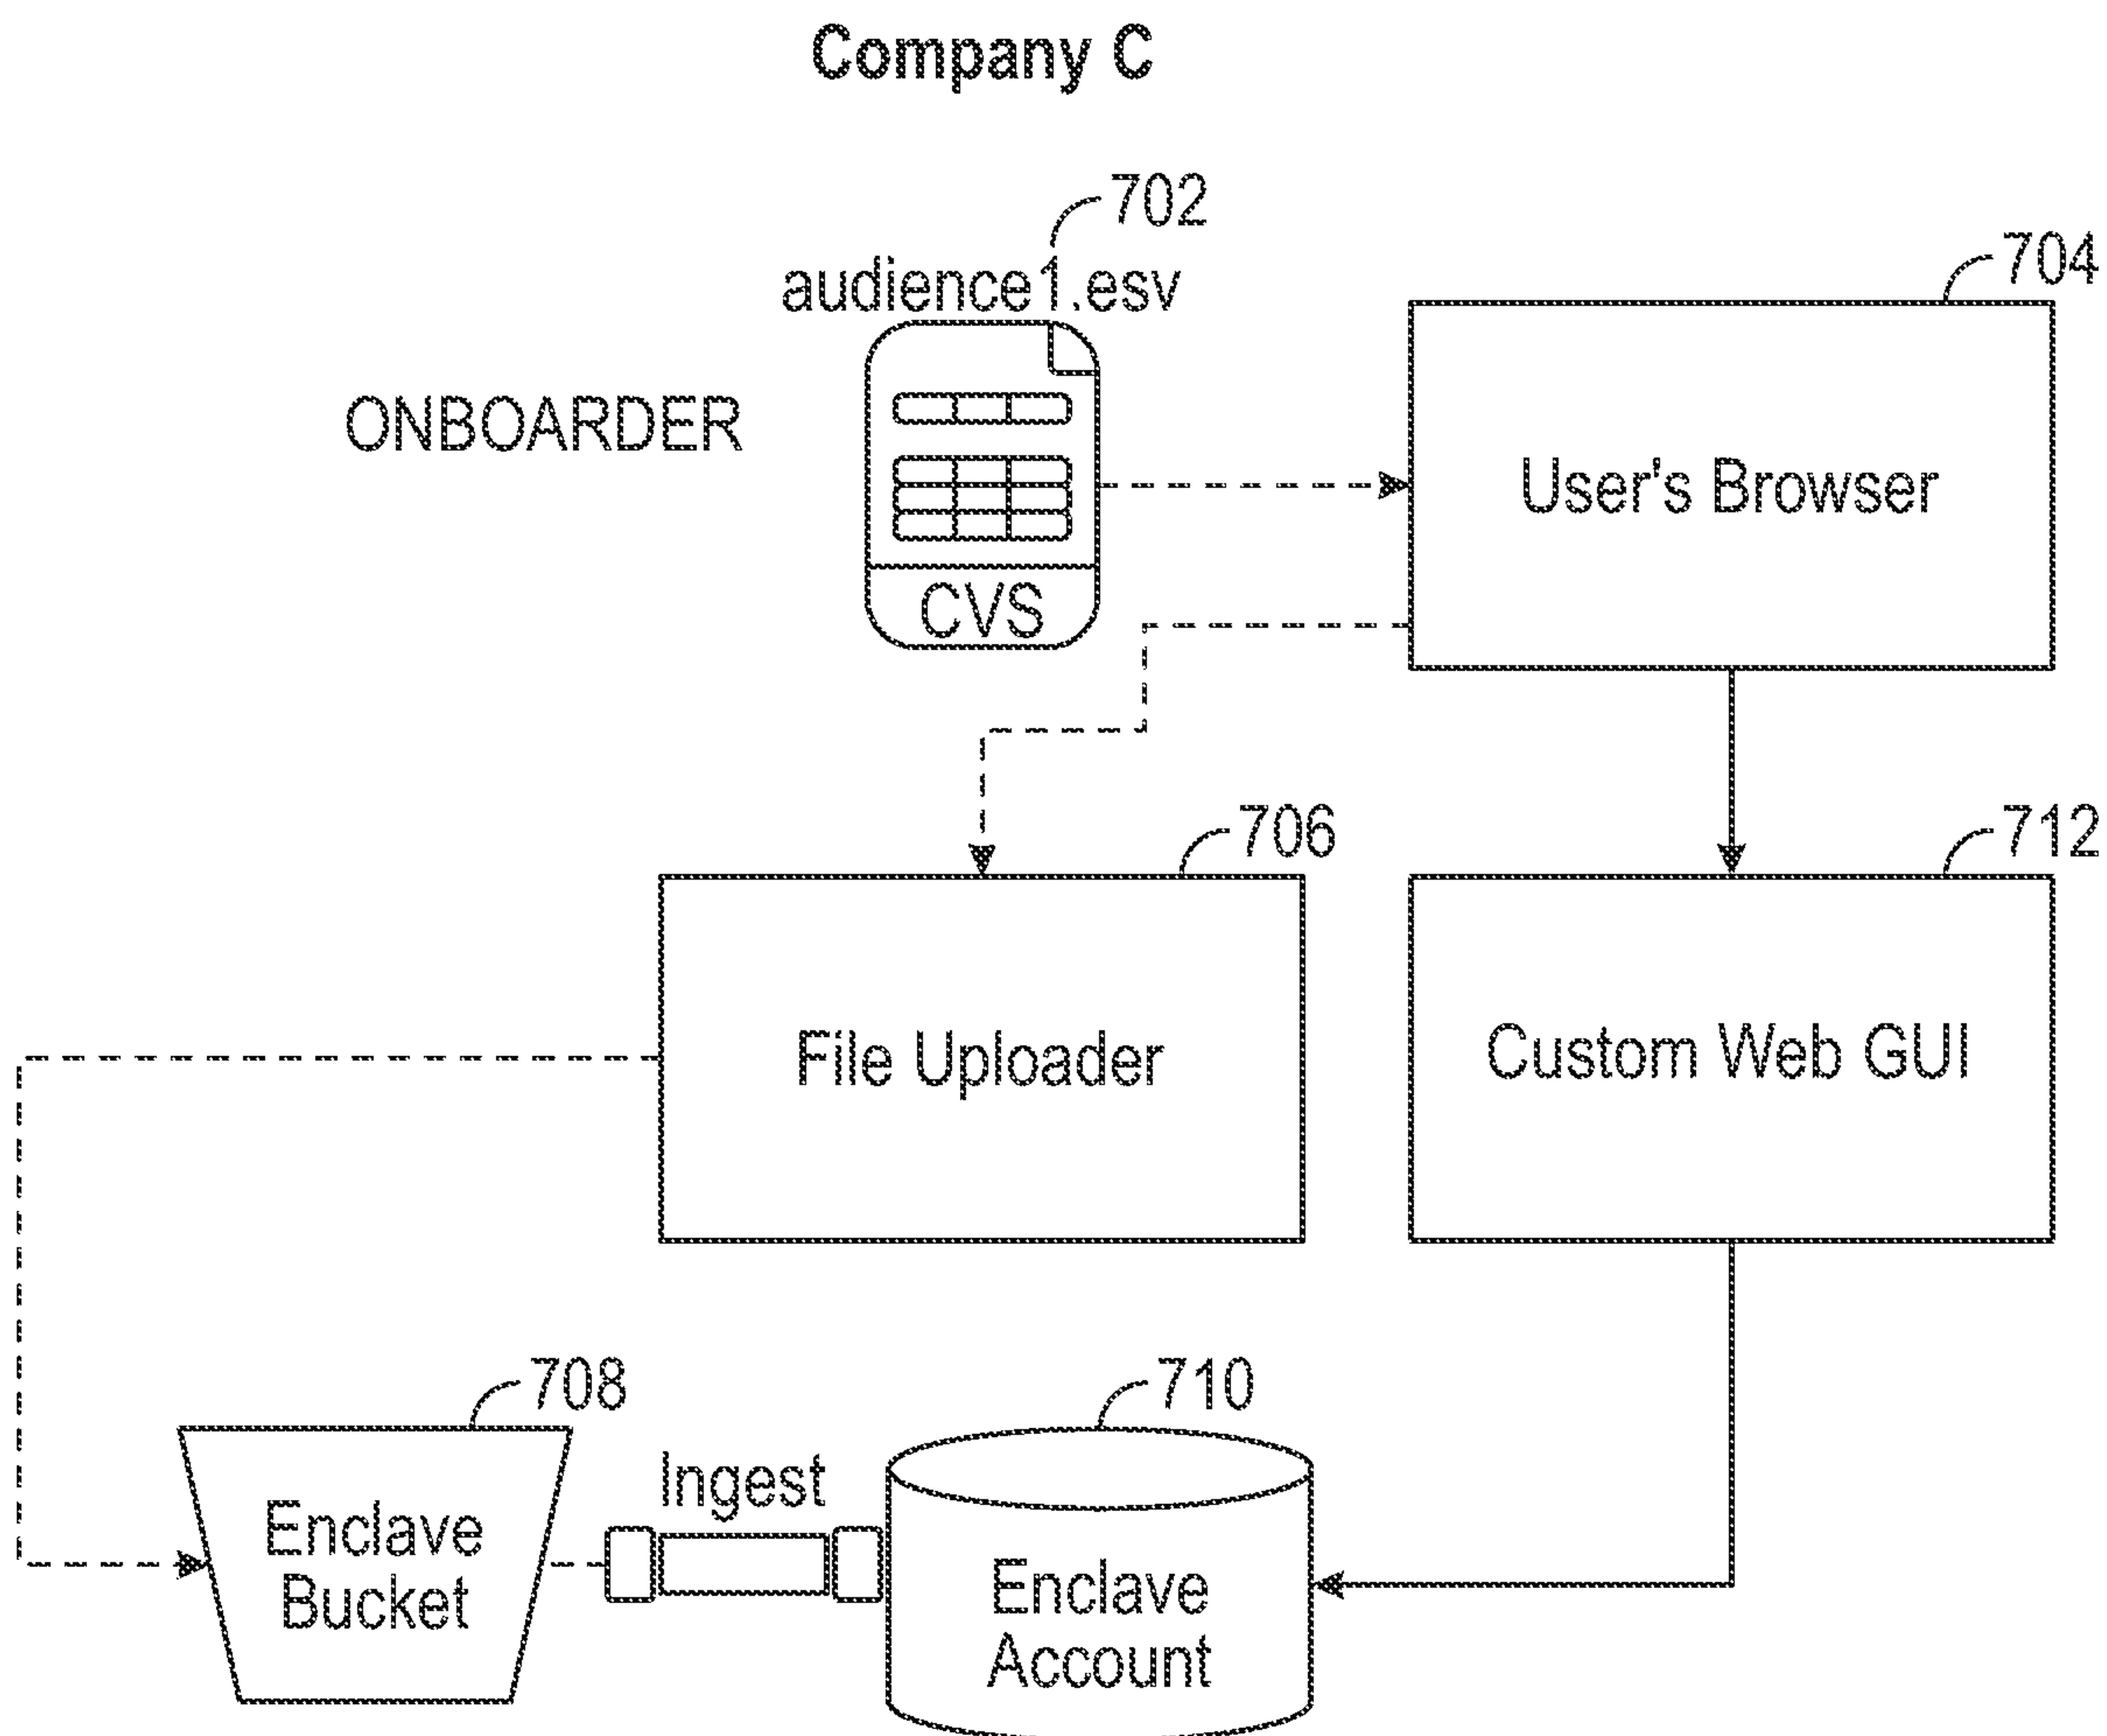 Company C
702
audience1.esv
704
ONBOARDER
User's Browser
CVS
706
712
File Uploader
Custom Web GUI
708
710
Ingest
Enclave
Bucket
Enclave
Account